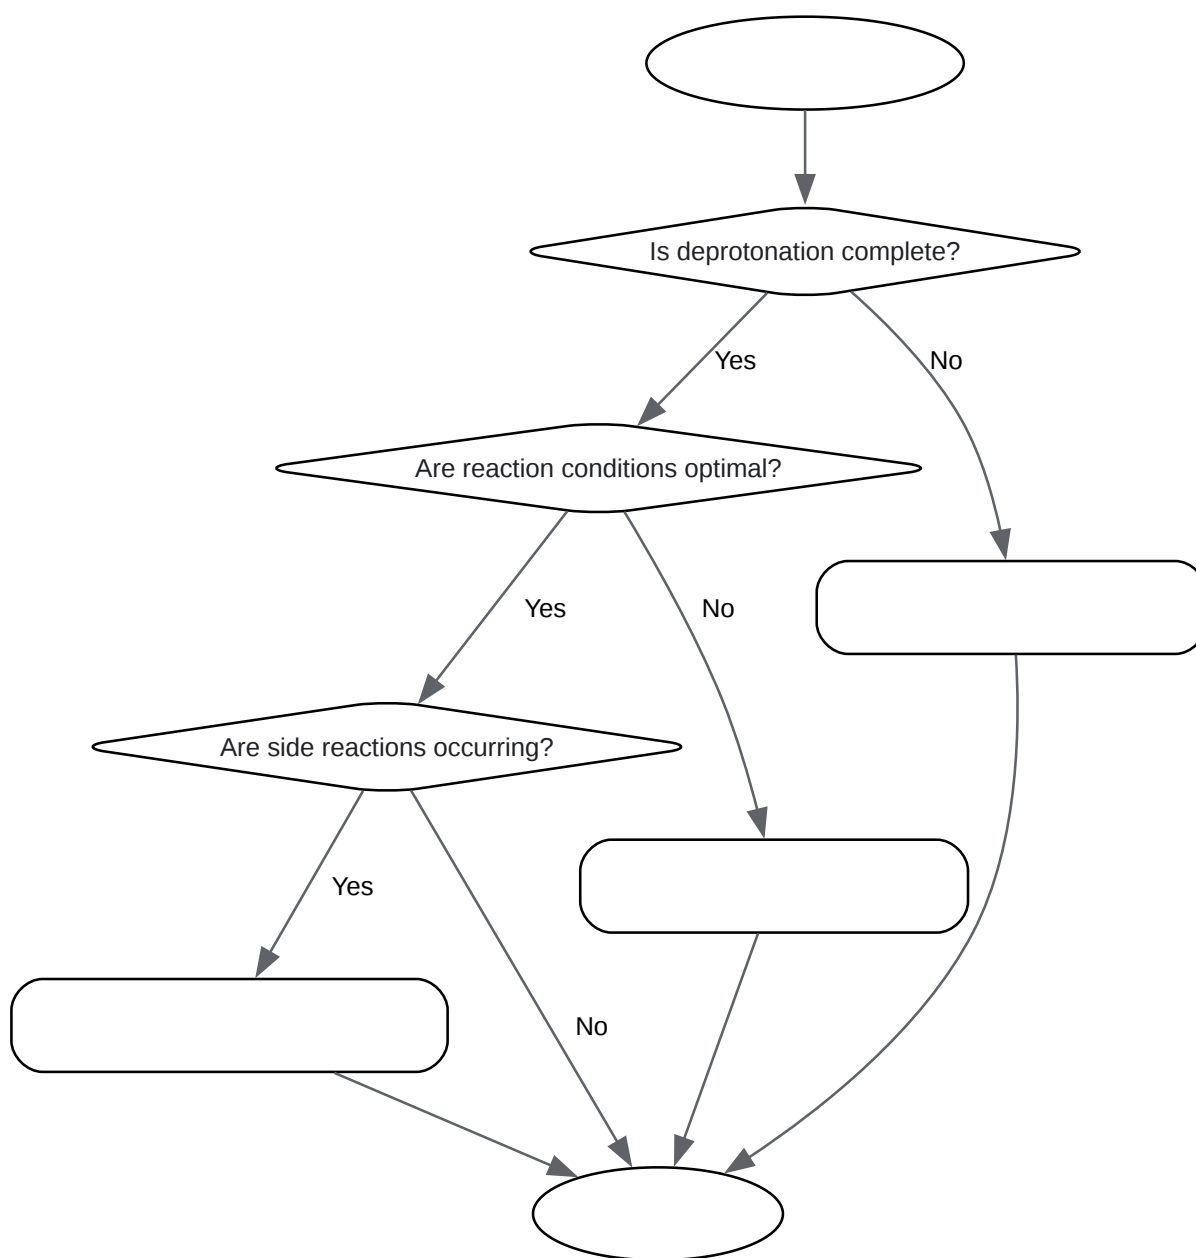 Is deprotonation complete?
Yes
No
Are reaction conditions optimal?
Yes
No
Are side reactions occurring?
Yes
No